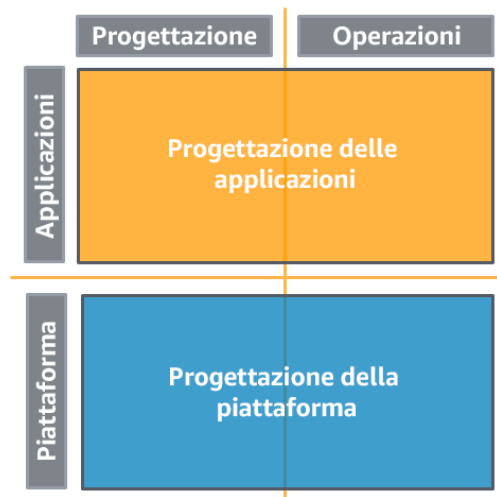 Progettazione
Operazioni
Applicazioni
Progettazione delle
applicazioni
Piattaforma
Progettazione della
piattaforma